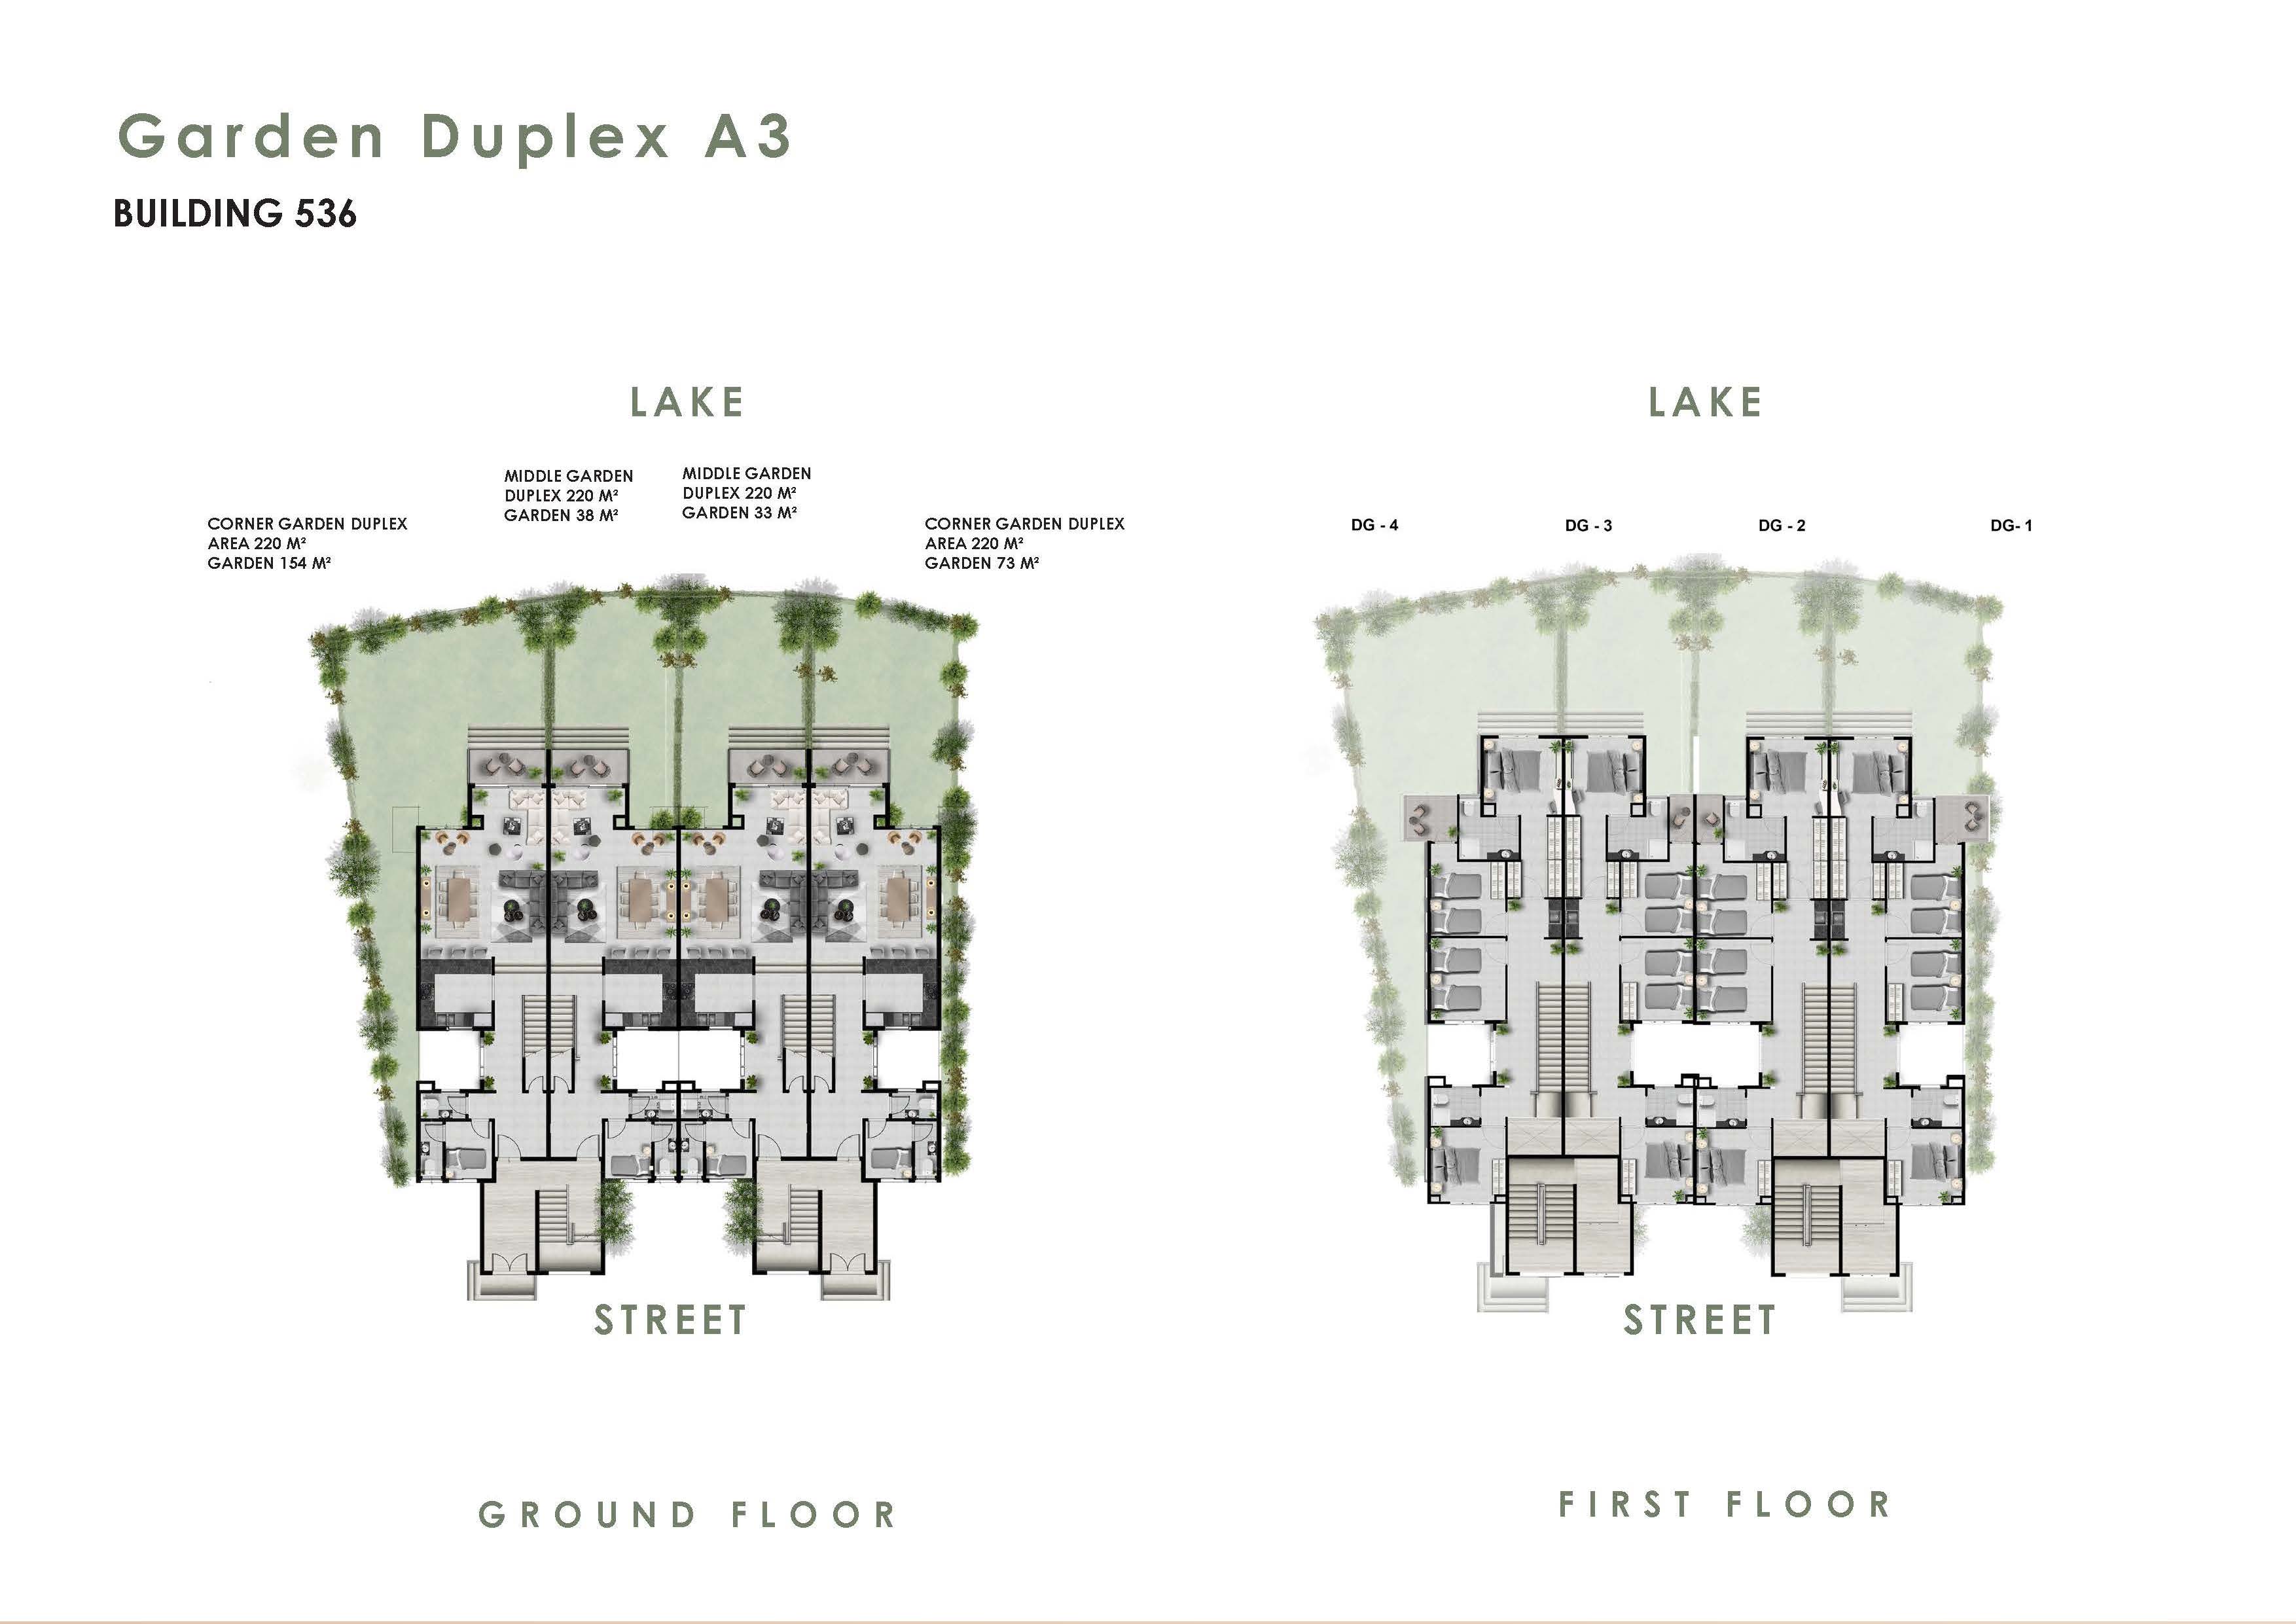 Garden Duplex A3
BUILDING 536
LAKE
LAKE
MIDDLE GARDEN
DUPLEX 220 M²
GARDEN 38 M²
MIDDLE GARDEN
DUPLEX 220 M²
GARDEN 33 M²
CORNER GARDEN DUPLEX
AREA 220 M²
GARDEN 154 M²
CORNER GARDEN DUPLEX
AREA 220 M²
GARDEN 73 M²
DG - 4
DG - 3
DG - 2
DG- 1
STREET
STREET
GROUND FLOOR
FIRST FLOOR